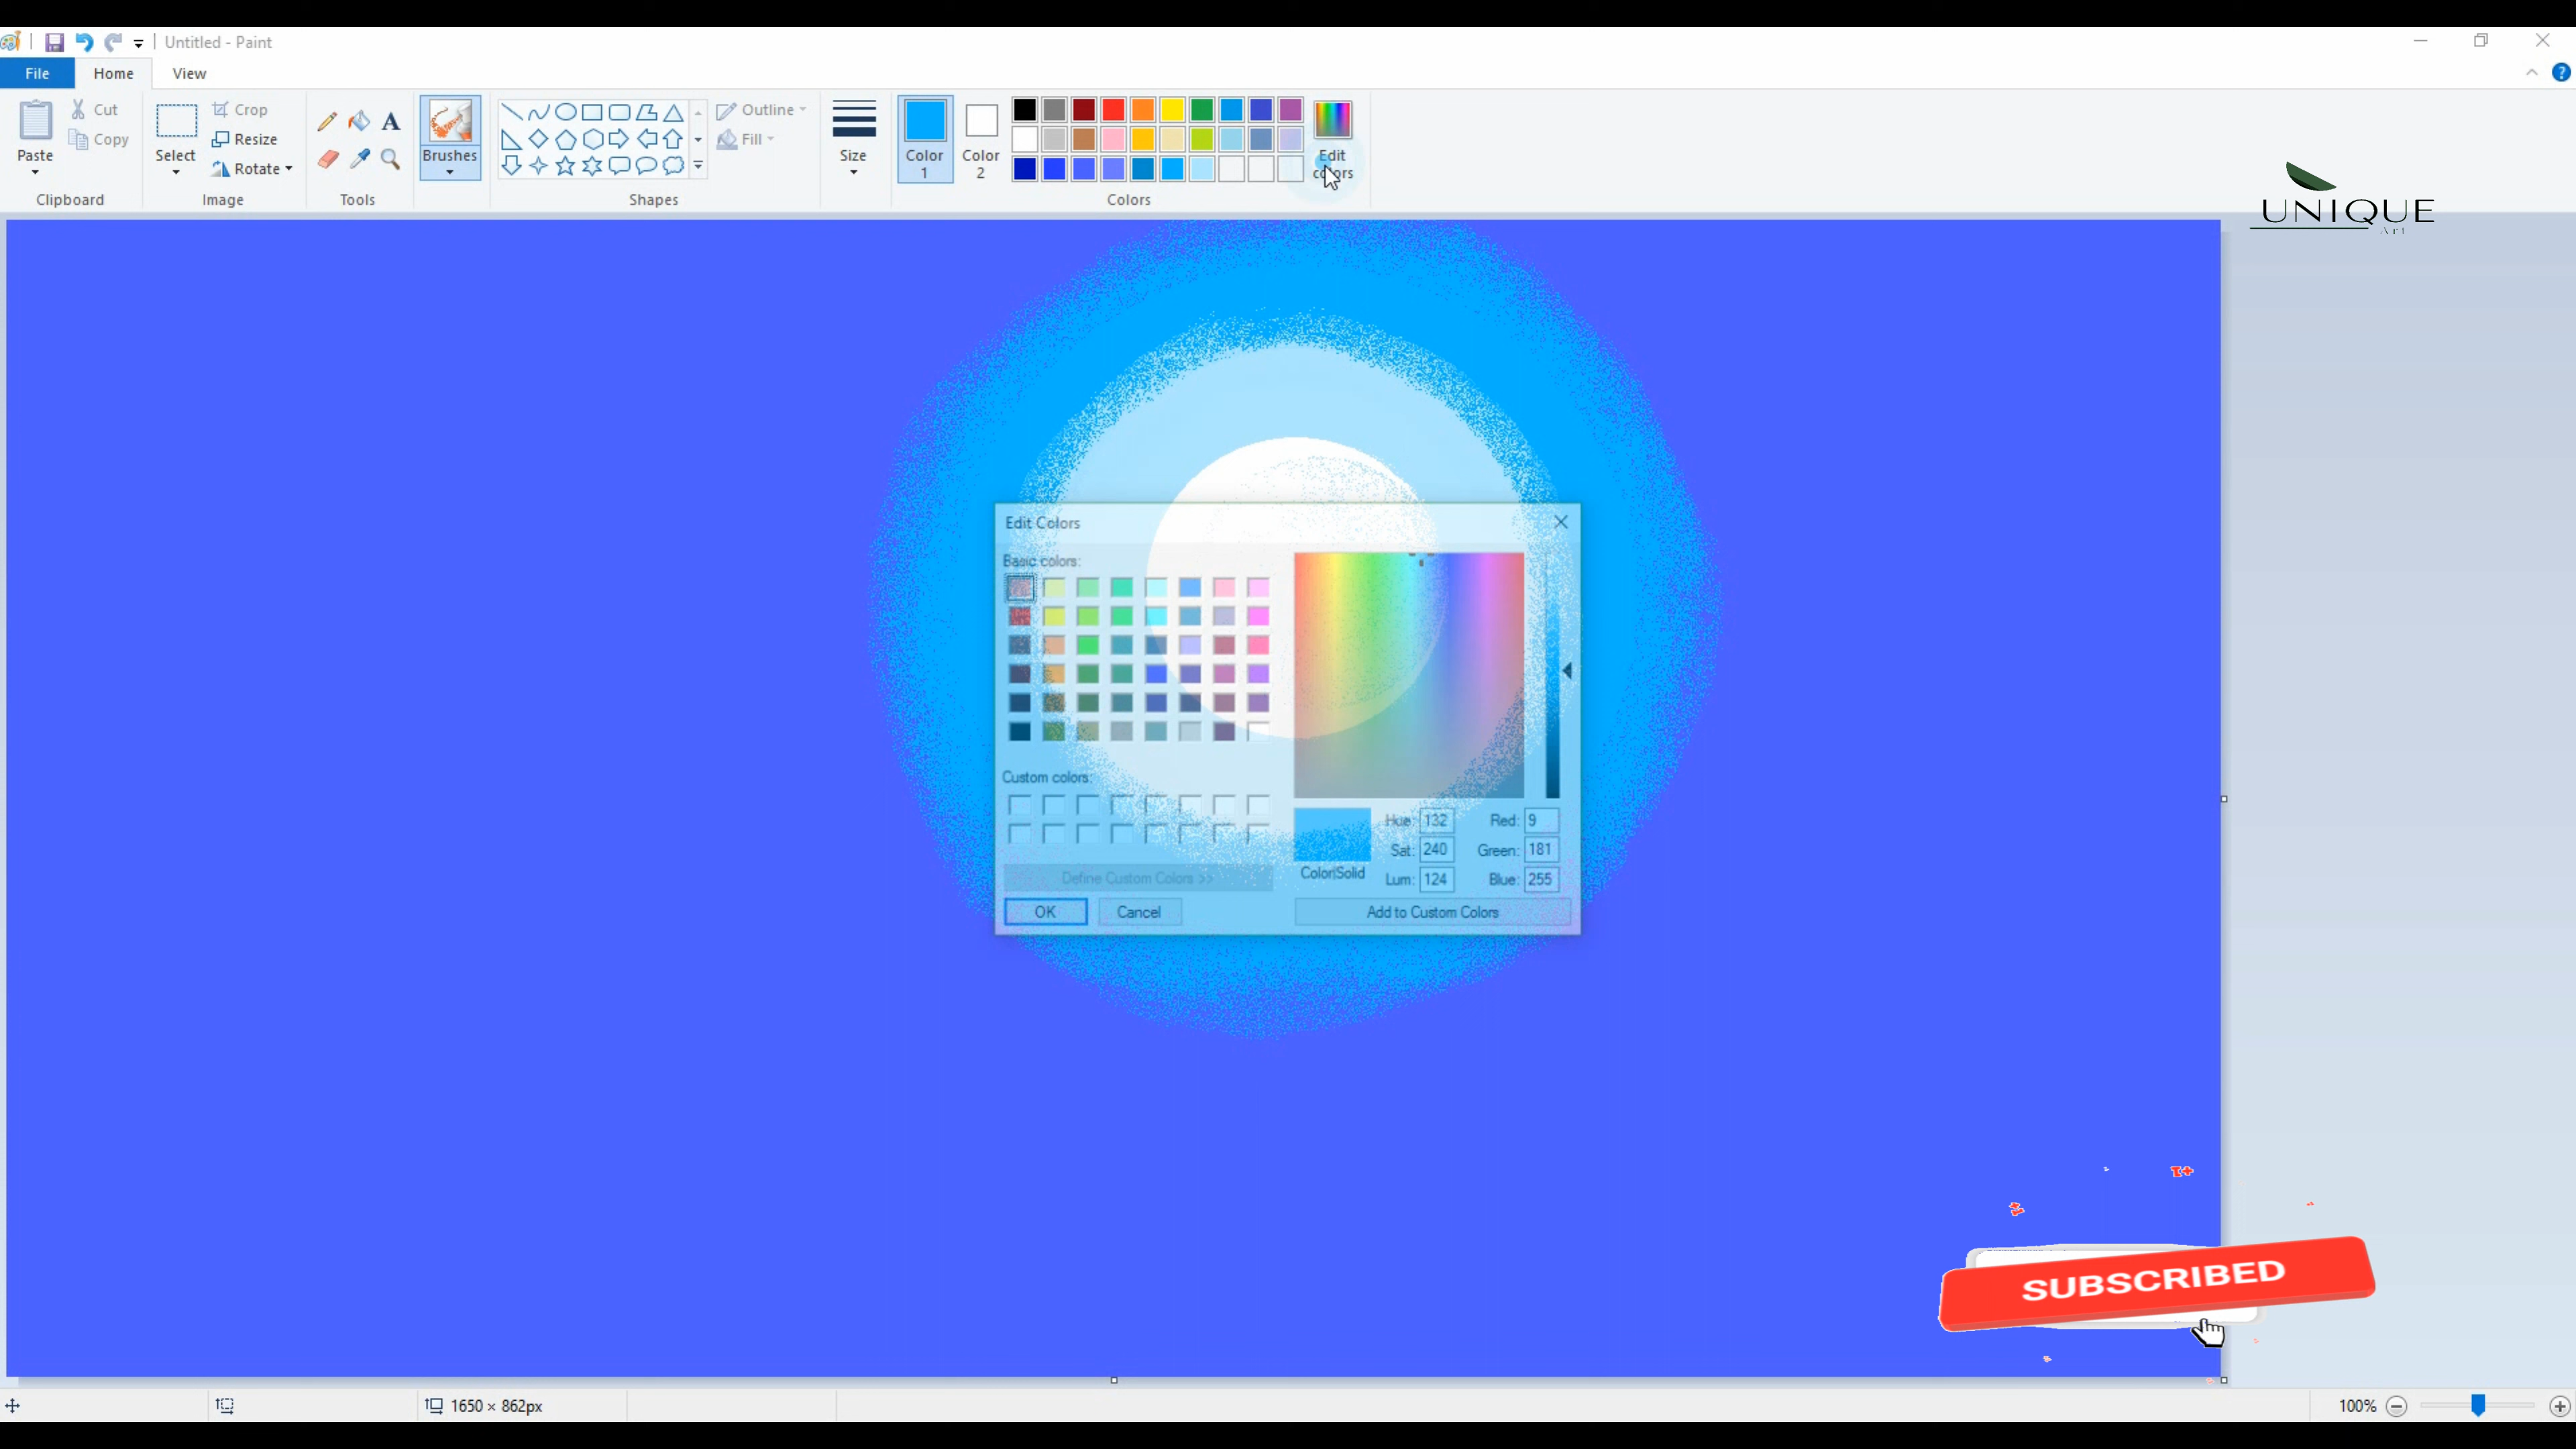 Untitled - Paint
File Home View
Paste
Cut
Copy
Clipboard
Select
Crop
Resize
Rotate
Image
A
Tools
Brushes
Shapes
Outline
Fill
Size
Color 1
Color 2
Edit colors
Colors
UNIQUE
Art
Edit Colors
Basic colors:
Custom colors:
Define Custom Colors >>
OK Cancel
Color|Solid
Hue: 132 Red: 9
Sat: 240 Green: 181
Lum: 124 Blue: 255
Add to Custom Colors
SUBSCRIBED
1650 × 862px
100%